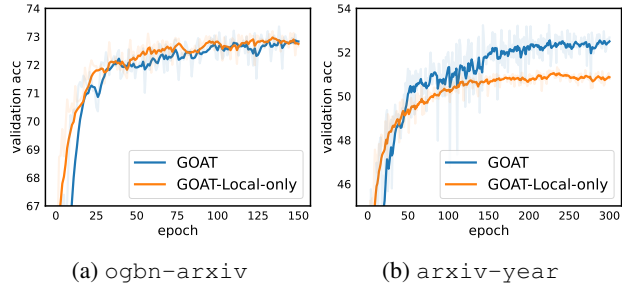 74
73
72
71
70
69
68
67
validation acc
0 25 50 75 100 125 150
epoch
GOAT
GOAT-Local-only
(a) ogbn-arxiv
54
52
50
48
46
validation acc
0 50 100 150 200 250 300
epoch
GOAT
GOAT-Local-only
(b) arxiv-year